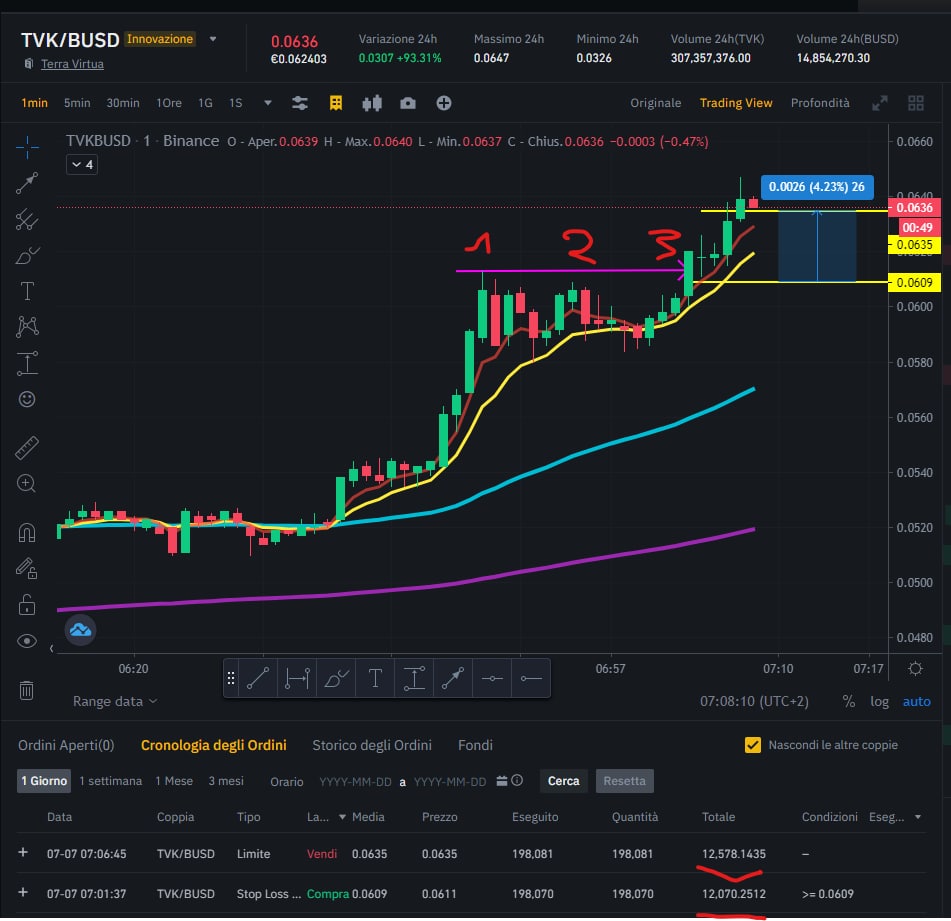 TVK/BUSD Innovazione
Terra Virtua
0.0636
€0.062403
Variazione 24h
0.0307 +93.31%
Massimo 24h
0.0647
Minimo 24h
0.0326
Volume 24h(TVK)
307,357,376.00
Volume 24h(BUSD)
14,854,270.30
1min 5min 30min 1Ore 1G 1S
Originale Trading View Profondità
TVKBUSD · 1 · Binance O - Aper.0.0639 H - Max.0.0640 L - Min.0.0637 C - Chius.0.0636 −0.0003 (−0.47%)
4
0.0026 (4.23%) 26
1 2 3
0.0660
0.0640
0.0636
00:49
0.0635
0.0620
0.0609
0.0600
0.0580
0.0560
0.0540
0.0520
0.0500
0.0480
06:20 06:57 07:10 07:17
Range data 07:08:10 (UTC+2) % log auto
Ordini Aperti(0) Cronologia degli Ordini Storico degli Ordini Fondi Nascondi le altre coppie
1 Giorno 1 settimana 1 Mese 3 mesi Orario YYYY-MM-DD a YYYY-MM-DD Cerca Resetta
Data Coppia Tipo La... Media Prezzo Eseguito Quantità Totale Condizioni Eseg...
07-07 07:06:45 TVK/BUSD Limite Vendi 0.0635 0.0635 198,081 198,081 12,578.1435 –
07-07 07:01:37 TVK/BUSD Stop Loss ... Compra 0.0609 0.0611 198,070 198,070 12,070.2512 >= 0.0609